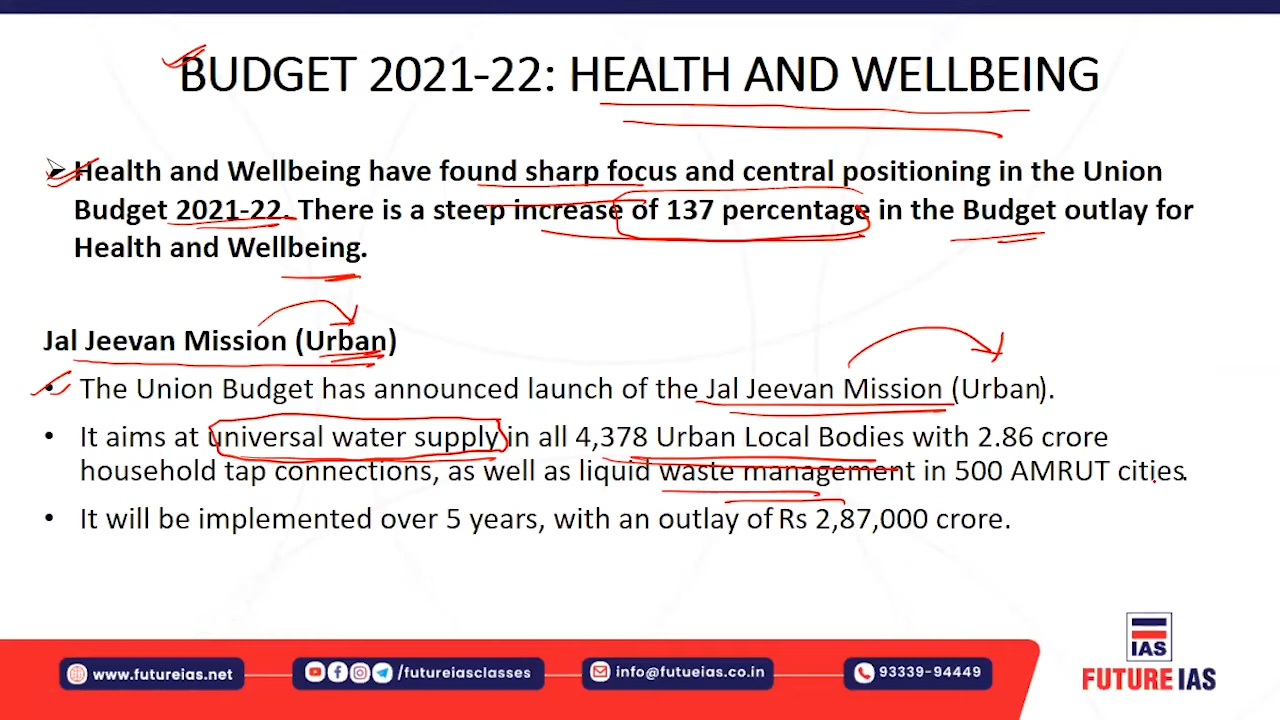 BUDGET 2021-22: HEALTH AND WELLBEING
➢ Health and Wellbeing have found sharp focus and central positioning in the Union
Budget 2021-22. There is a steep increase of 137 percentage in the Budget outlay for
Health and Wellbeing.
Jal Jeevan Mission (Urban)
• The Union Budget has announced launch of the Jal Jeevan Mission (Urban).
• It aims at universal water supply in all 4,378 Urban Local Bodies with 2.86 crore
household tap connections, as well as liquid waste management in 500 AMRUT cities.
• It will be implemented over 5 years, with an outlay of Rs 2,87,000 crore.
IAS
www.futureias.net
/futureiasclasses
info@futueias.co.in
93339-94449
FUTURE IAS